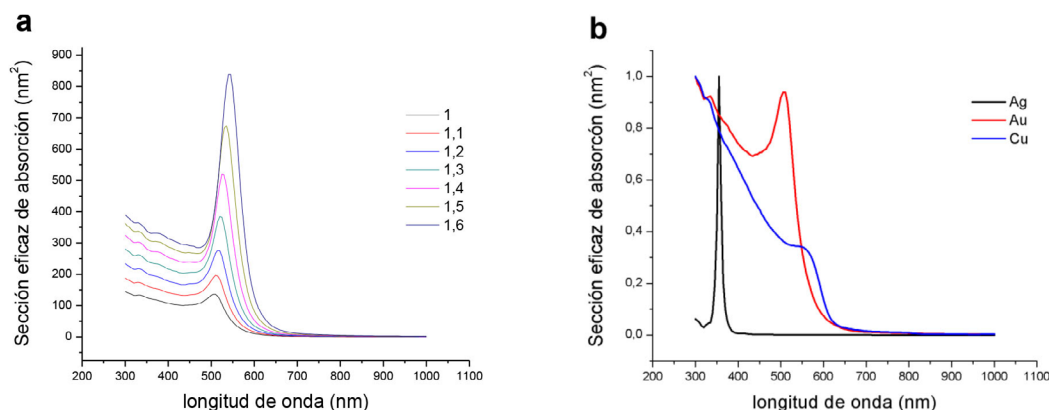 a
Sección eficaz de absorción (nm²)
900
800
700
600
500
400
300
200
100
0
200 300 400 500 600 700 800 900 1000 1100
longitud de onda (nm)
1
1,1
1,2
1,3
1,4
1,5
1,6
b
Sección eficaz de absorcón (nm²)
1,0
0,8
0,6
0,4
0,2
0,0
200 300 400 500 600 700 800 900 1000 1100
longitud de onda (nm)
Ag
Au
Cu